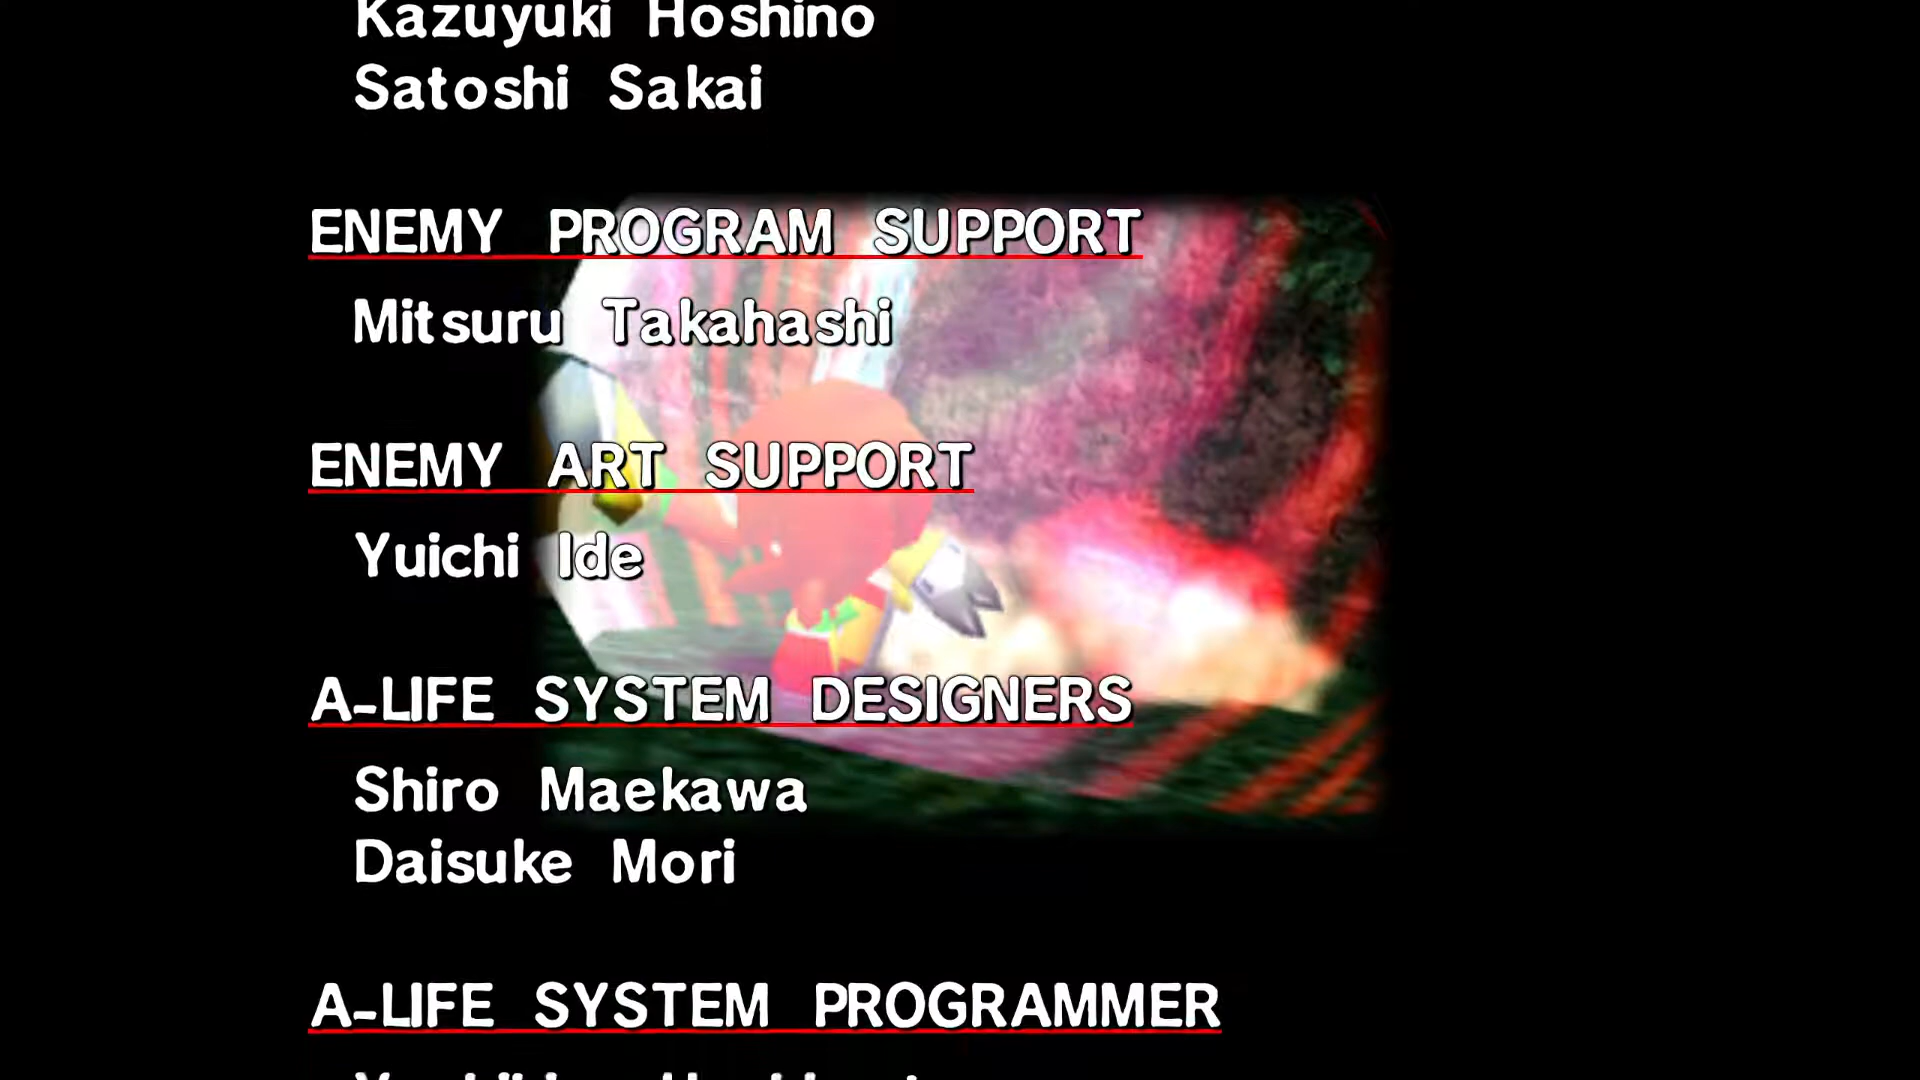 Kazuyuki Hoshino
Satoshi Sakai
ENEMY PROGRAM SUPPORT
Mitsuru Takahashi
ENEMY ART SUPPORT
Yuichi Ide
A-LIFE SYSTEM DESIGNERS
Shiro Maekawa
Daisuke Mori
A-LIFE SYSTEM PROGRAMMER